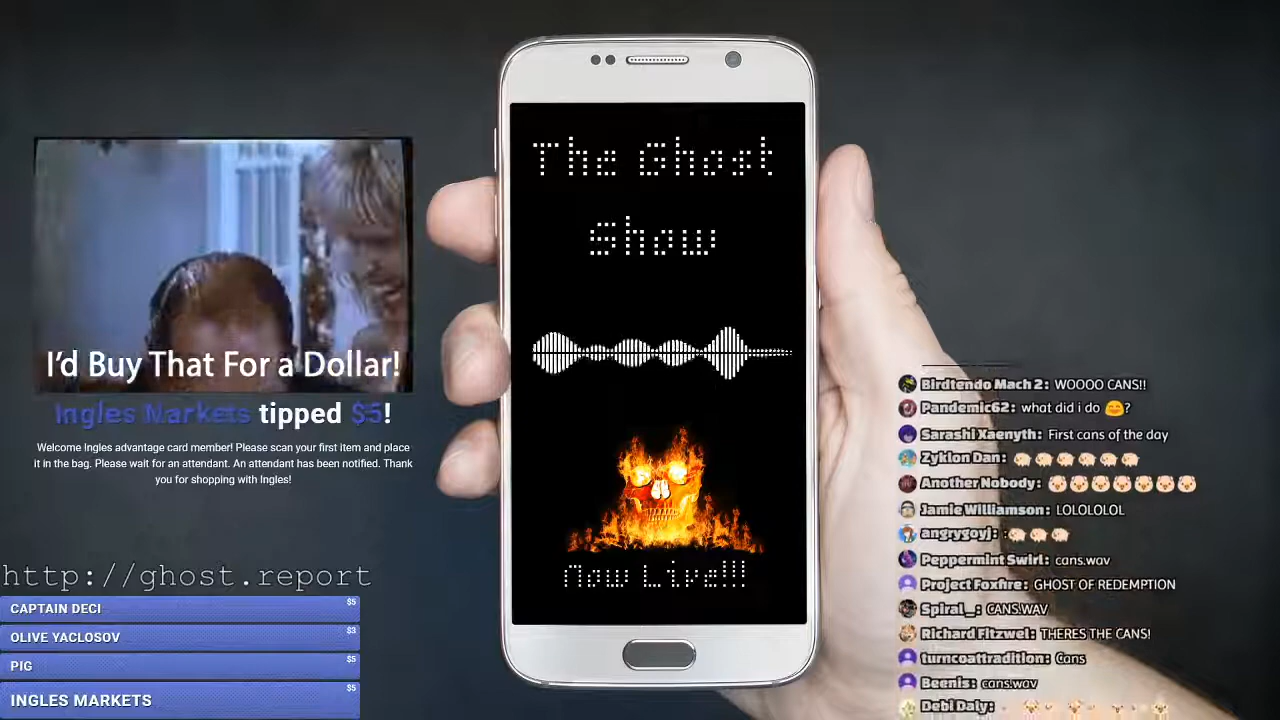 The Ghost
Show
Now Live!!!
I'd Buy That For a Dollar!
Ingles Markets tipped $5!
Welcome Ingles advantage card member! Please scan your first item and place
it in the bag. Please wait for an attendant. An attendant has been notified. Thank
you for shopping with Ingles!
http://ghost.report
CAPTAIN DECI $5
OLIVE YACLOSOV $3
PIG $5
INGLES MARKETS $5
Birdtendo Mach 2: WOOOO CANS!!
Pandemic62: what did i do 😊?
Sarashi Xaenyth: First cans of the day
Zyklon Dan: 🐖🐖🐖🐖🐖🐖
Another Nobody: 🐷🐷🐷🐷🐷🐷🐷
Jamie Williamson: LOLOLOLOL
angrygoyj: :🐖🐖🐖
Peppermint Swirl: cans.wav
Project Foxfire: GHOST OF REDEMPTION
Spiral_: CANS.WAV
Richard Fitzwel: THERES THE CANS!
turncoattradition: Cans
Beenis: cans.wav
Debi Daly: